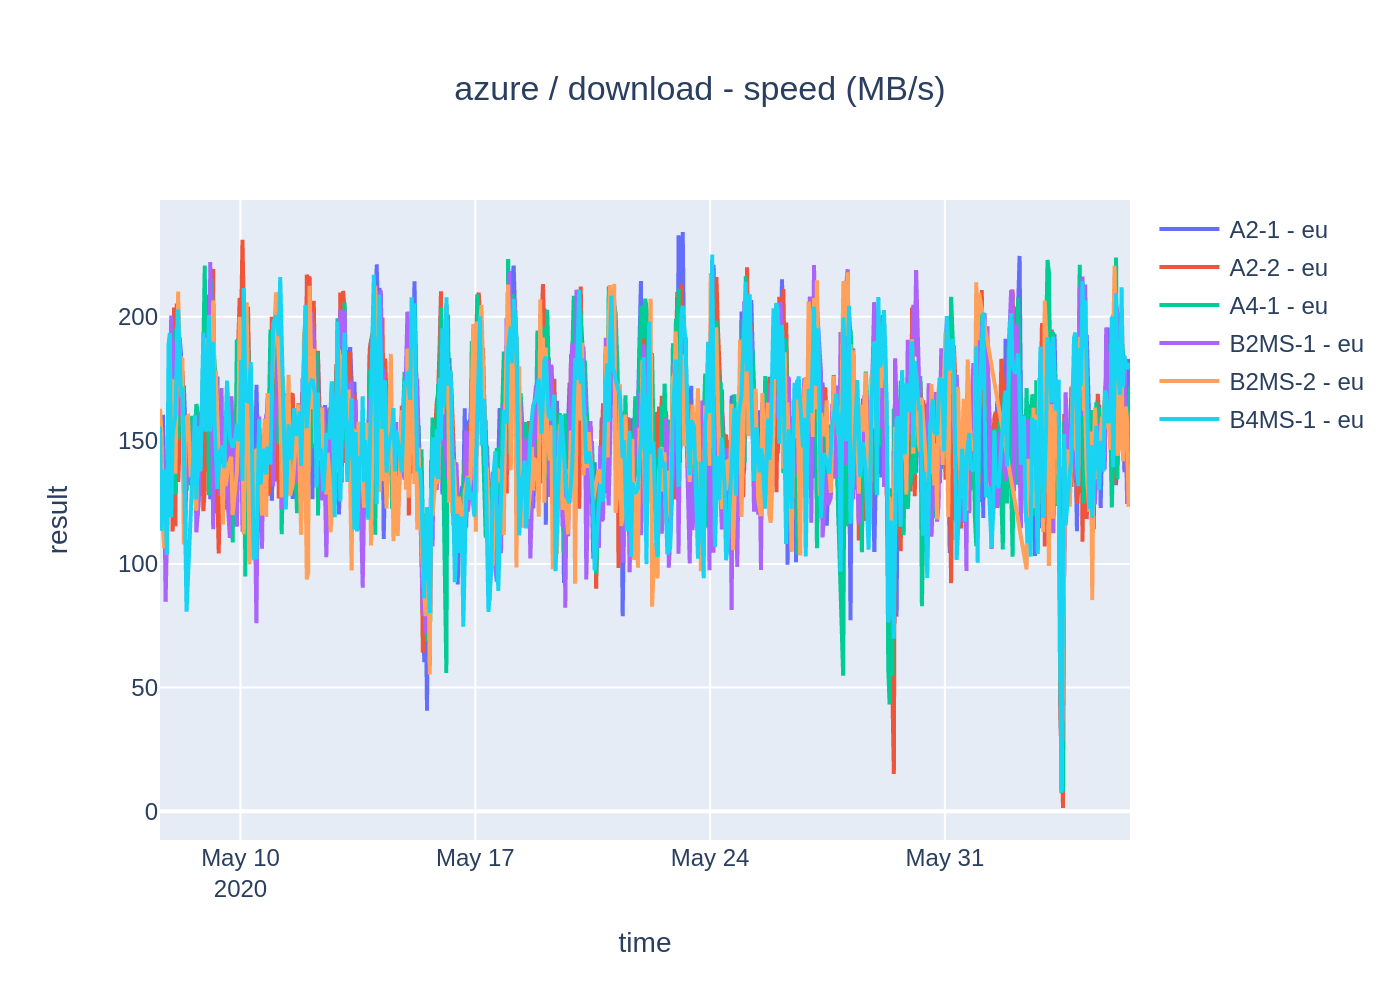 azure / download - speed (MB/s)
A2-1 - eu
A2-2 - eu
A4-1 - eu
B2MS-1 - eu
B2MS-2 - eu
B4MS-1 - eu
200
150
100
50
0
result
May 10
2020
May 17
May 24
May 31
time